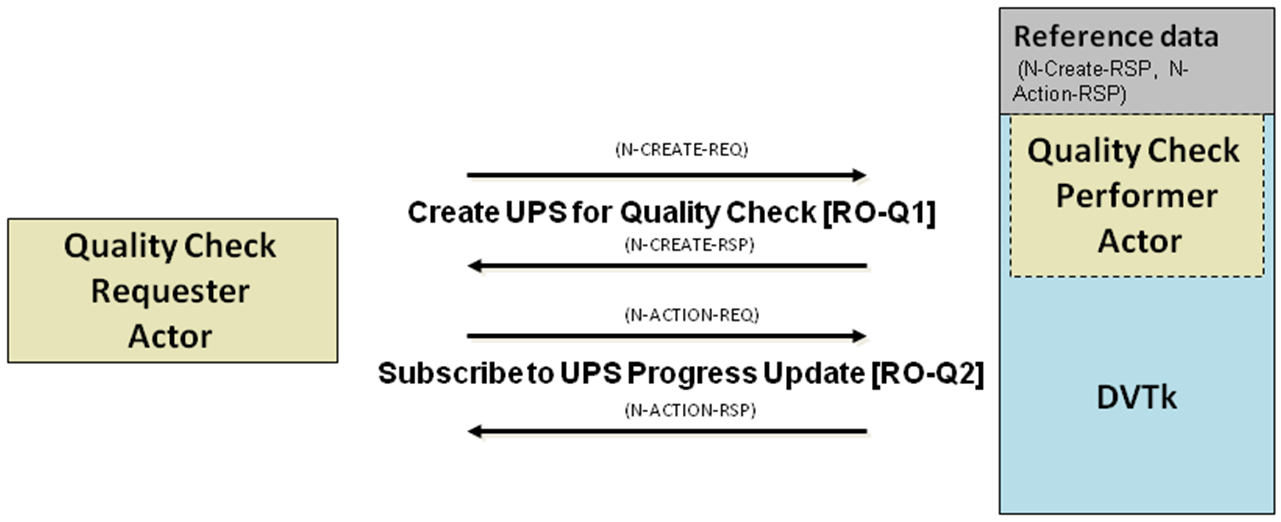 Reference data
(N-Create-RSP, N-
Action-RSP)
Quality Check
Performer
Actor
DVTk
(N-CREATE-REQ)
Create UPS for Quality Check [RO-Q1]
(N-CREATE-RSP)
(N-ACTION-REQ)
Subscribe to UPS Progress Update [RO-Q2]
(N-ACTION-RSP)
Quality Check
Requester
Actor